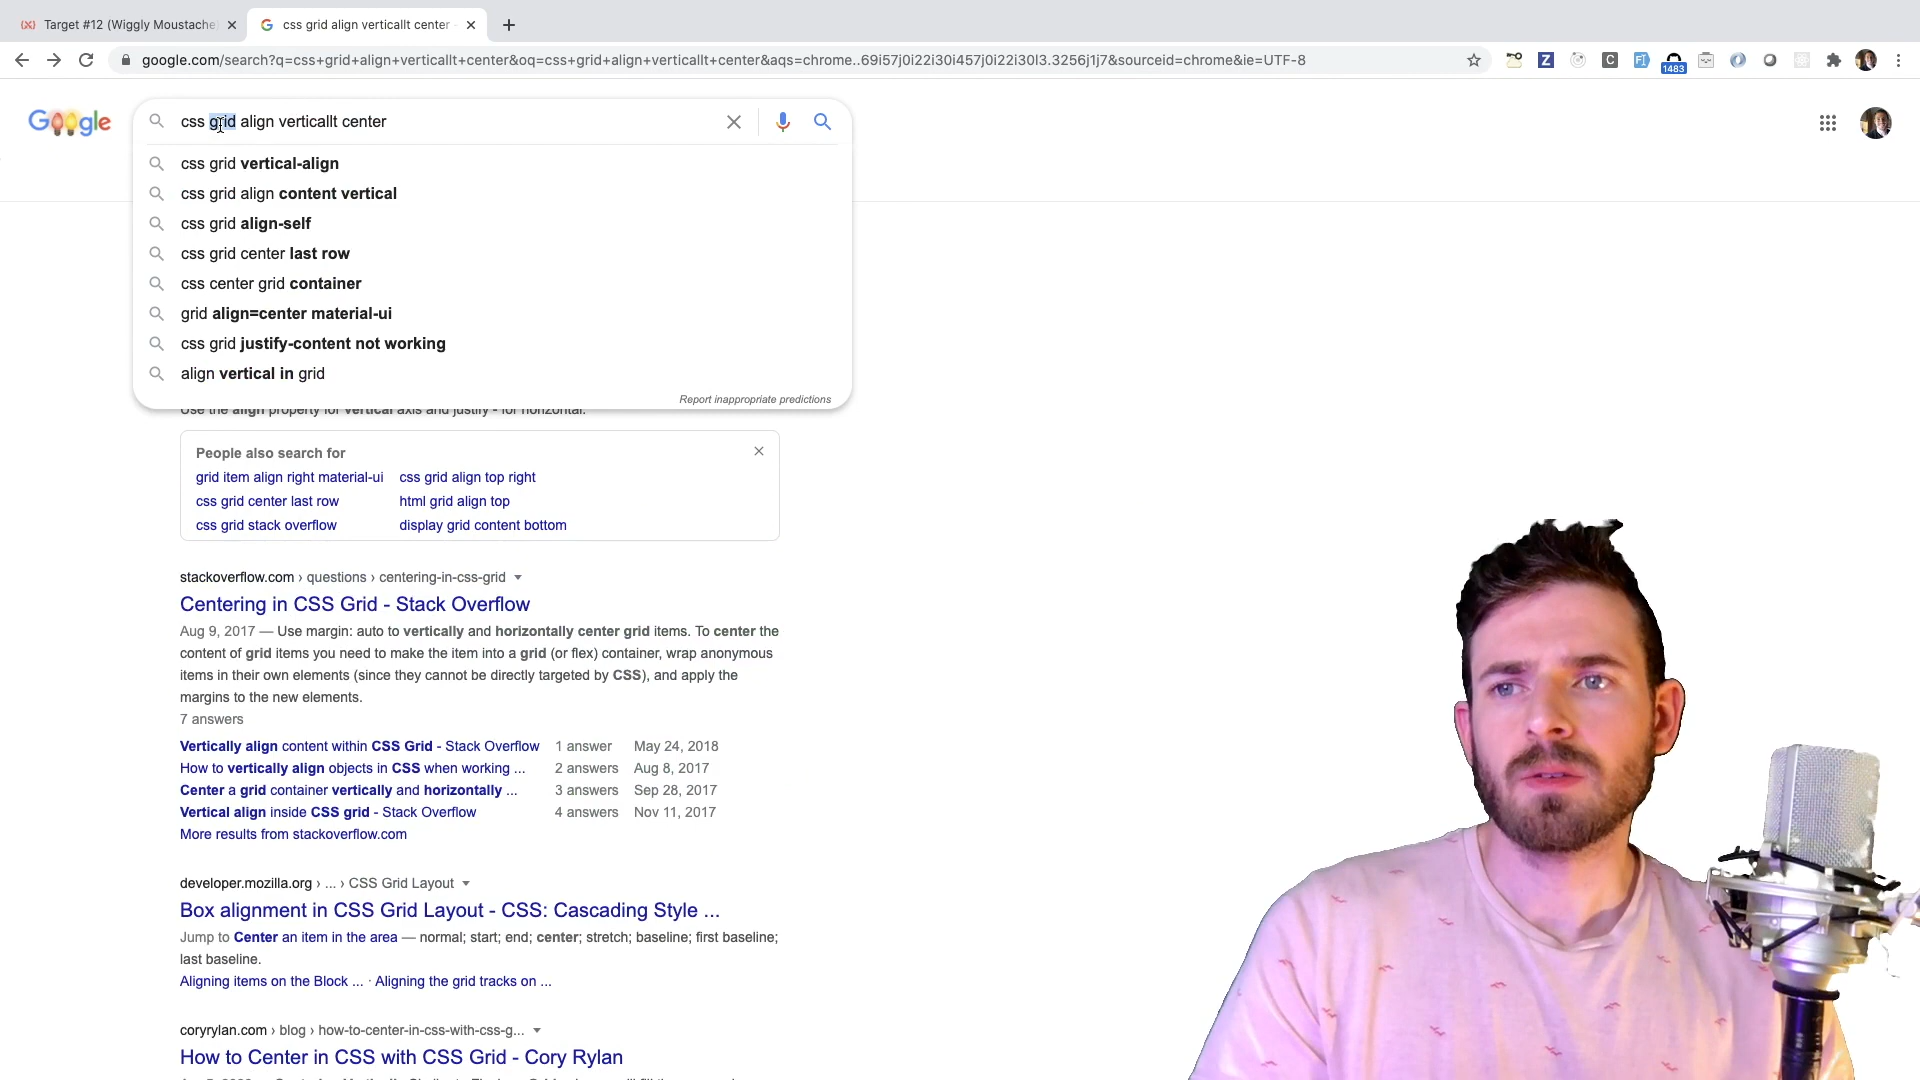 Target #12 (Wiggly Moustache)
css grid align verticallt center -
google.com/search?q=css+grid+align+verticallt+center&oq=css+grid+align+verticallt+center&aqs=chrome..69i57j0i22i30i457j0i22i30l3.3256j1j7&sourceid=chrome&ie=UTF-8
1483
Google
css grid align verticallt center
css grid vertical-align
css grid align content vertical
css grid align-self
css grid center last row
css center grid container
grid align=center material-ui
css grid justify-content not working
align vertical in grid
Report inappropriate predictions
Use the align property for vertical axis and justify - for horizontal.
People also search for
grid item align right material-ui css grid align top right
css grid center last row html grid align top
css grid stack overflow display grid content bottom
stackoverflow.com › questions › centering-in-css-grid
Centering in CSS Grid - Stack Overflow
Aug 9, 2017 — Use margin: auto to vertically and horizontally center grid items. To center the
content of grid items you need to make the item into a grid (or flex) container, wrap anonymous
items in their own elements (since they cannot be directly targeted by CSS), and apply the
margins to the new elements.
7 answers
Vertically align content within CSS Grid - Stack Overflow 1 answer May 24, 2018
How to vertically align objects in CSS when working ... 2 answers Aug 8, 2017
Center a grid container vertically and horizontally ... 3 answers Sep 28, 2017
Vertical align inside CSS grid - Stack Overflow 4 answers Nov 11, 2017
More results from stackoverflow.com
developer.mozilla.org › ... › CSS Grid Layout
Box alignment in CSS Grid Layout - CSS: Cascading Style ...
Jump to Center an item in the area — normal; start; end; center; stretch; baseline; first baseline;
last baseline.
Aligning items on the Block ... · Aligning the grid tracks on ...
coryrylan.com › blog › how-to-center-in-css-with-css-g...
How to Center in CSS with CSS Grid - Cory Rylan